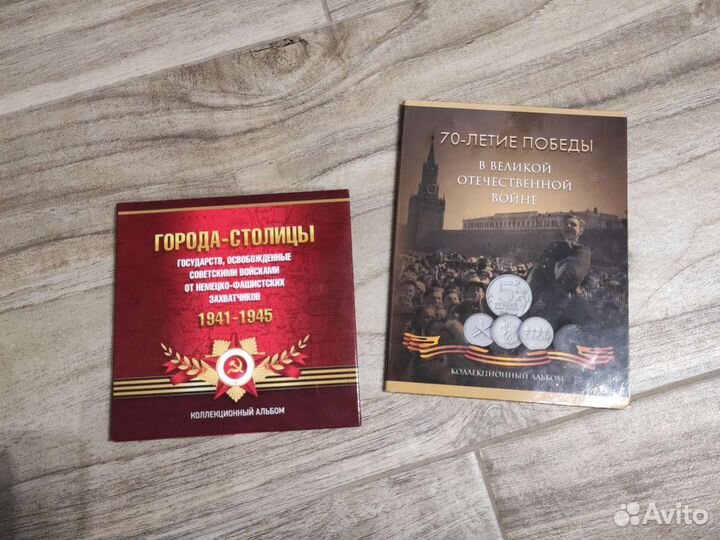 ГОРОДА-СТОЛИЦЫ
ГОСУДАРСТВ, ОСВОБОЖДЕННЫЕ
СОВЕТСКИМИ ВОЙСКАМИ
ОТ НЕМЕЦКО-ФАШИСТСКИХ
ЗАХВАТЧИКОВ
1941-1945
КОЛЛЕКЦИОННЫЙ АЛЬБОМ
70-ЛЕТИЕ ПОБЕДЫ
В ВЕЛИКОЙ
ОТЕЧЕСТВЕННОЙ
ВОЙНЕ
5
КОЛЛЕКЦИОННЫЙ АЛЬБОМ
Avito